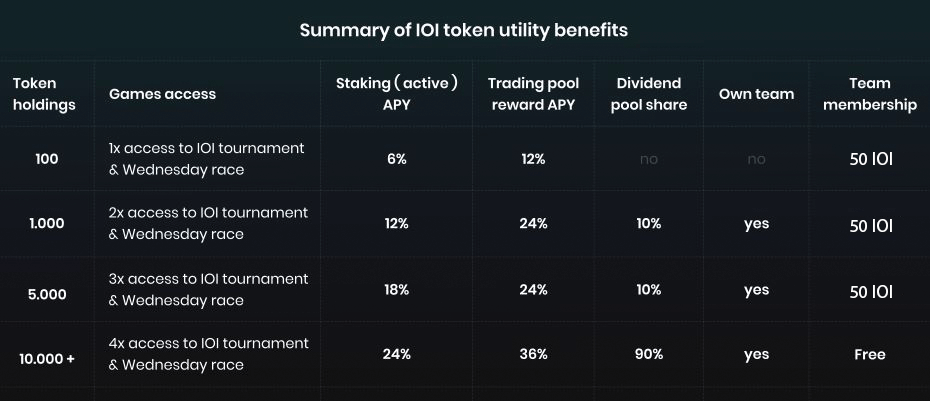 Summary of IOI token utility benefits
Token holdings Games access Staking ( active ) APY Trading pool reward APY Dividend pool share Own team Team membership
100 1x access to IOI tournament & Wednesday race 6% 12% no no 50 IOI
1.000 2x access to IOI tournament & Wednesday race 12% 24% 10% yes 50 IOI
5.000 3x access to IOI tournament & Wednesday race 18% 24% 10% yes 50 IOI
10.000 + 4x access to IOI tournament & Wednesday race 24% 36% 90% yes Free